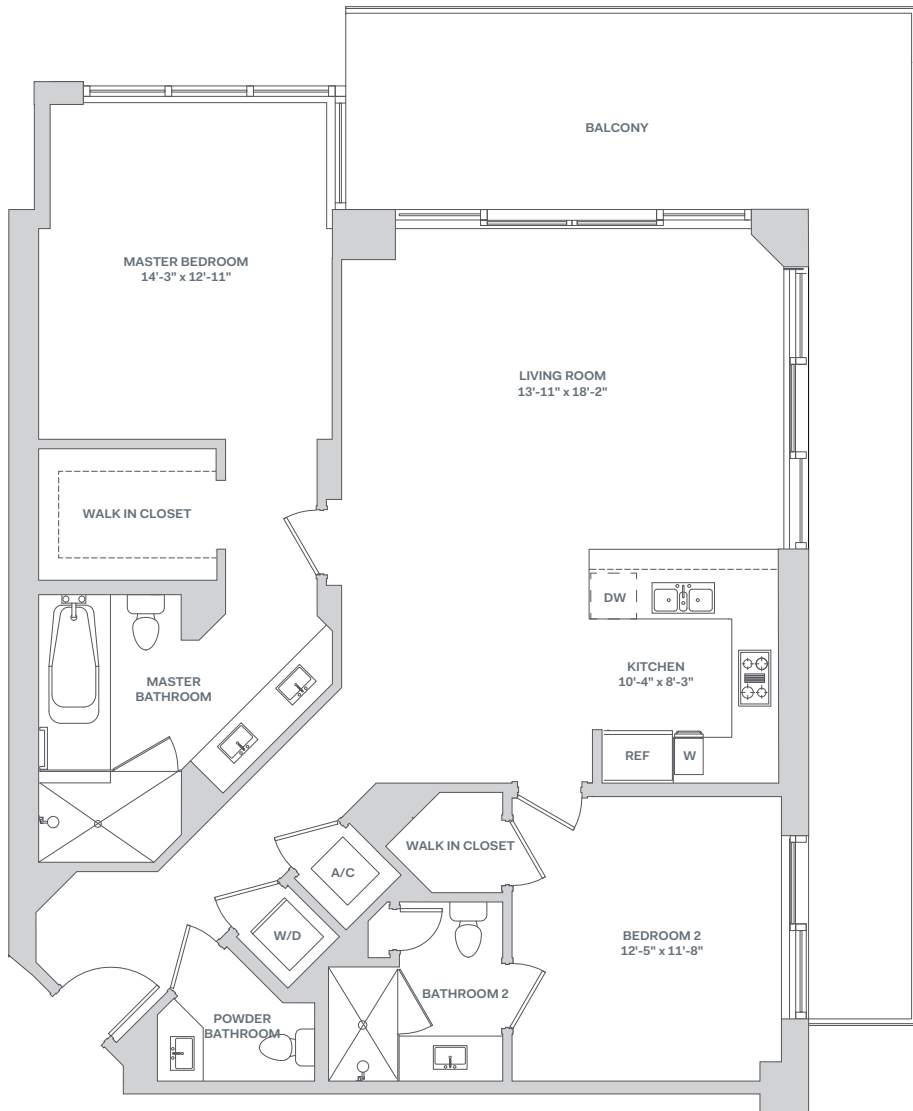 BALCONY
MASTER BEDROOM
14'-3" x 12'-11"
LIVING ROOM
13'-11" x 18'-2"
WALK IN CLOSET
DW
KITCHEN
10'-4" x 8'-3"
MASTER
BATHROOM
REF
W
WALK IN CLOSET
A/C
W/D
BEDROOM 2
12'-5" x 11'-8"
BATHROOM 2
POWDER
BATHROOM